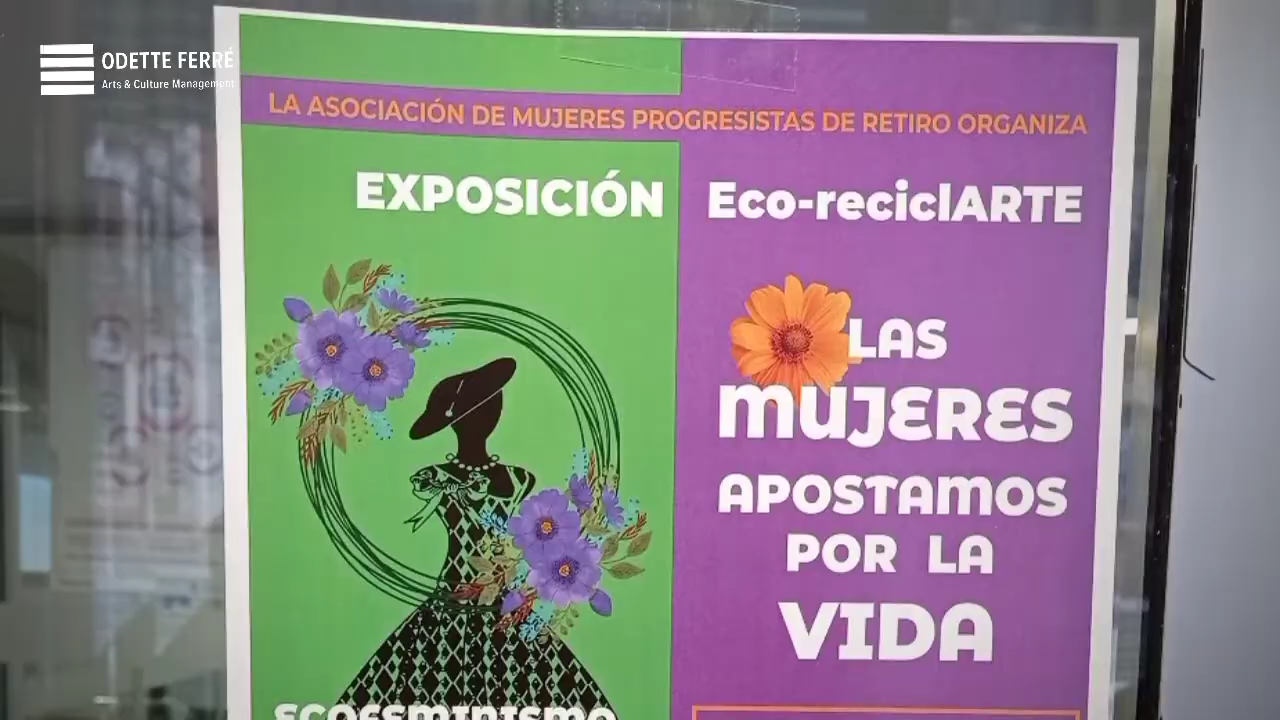 ODETTE FERRÉ
Arts & Culture Management
LA ASOCIACIÓN DE MUJERES PROGRESISTAS DE RETIRO ORGANIZA
EXPOSICIÓN
Eco-reciclARTE
LAS
MUJERES
APOSTAMOS
POR LA
VIDA
ECOFEMINISMO